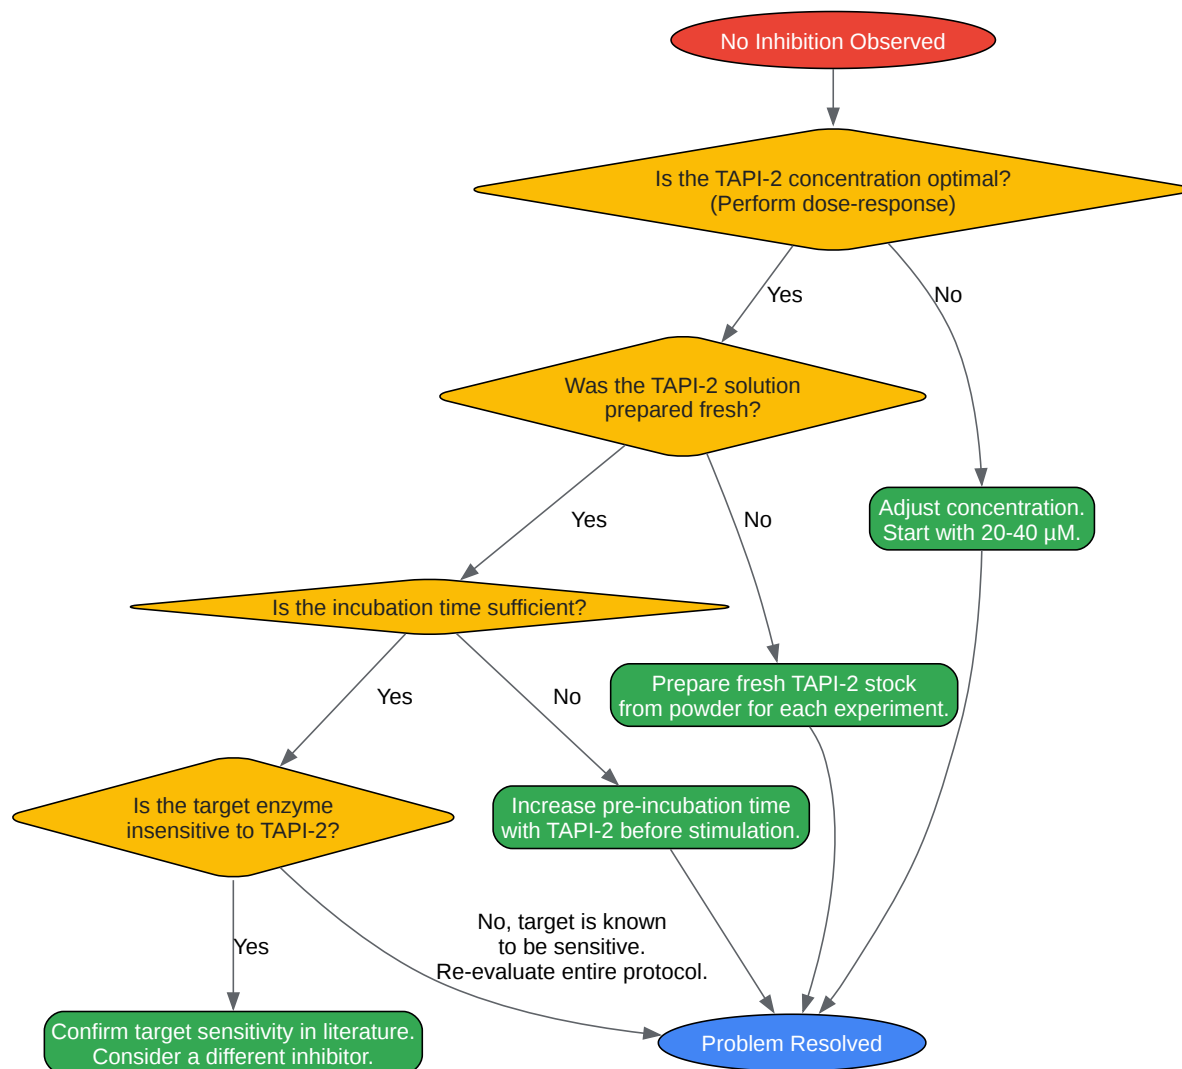 No Inhibition Observed
Is the TAPI-2 concentration optimal?
(Perform dose-response)
Yes
No
Was the TAPI-2 solution
prepared fresh?
Adjust concentration.
Start with 20-40 µM.
Yes
No
Is the incubation time sufficient?
Prepare fresh TAPI-2 stock
from powder for each experiment.
Yes
No
Is the target enzyme
insensitive to TAPI-2?
Increase pre-incubation time
with TAPI-2 before stimulation.
Yes
No, target is known
to be sensitive.
Re-evaluate entire protocol.
Confirm target sensitivity in literature.
Consider a different inhibitor.
Problem Resolved